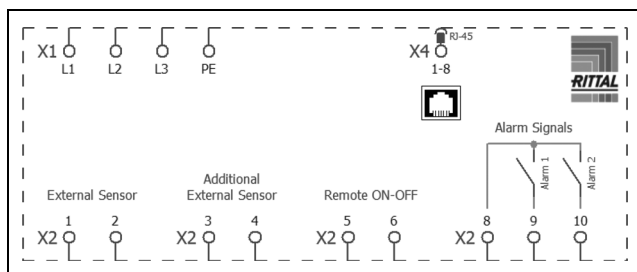 RJ-45
X1 X4
L1 L2 L3 PE 1-8
RITTAL
Alarm Signals
Alarm 1
Alarm 2
External Sensor
Additional
External Sensor
Remote ON-OFF
1 2 3 4 5 6 8 9 10
X2 X2 X2 X2